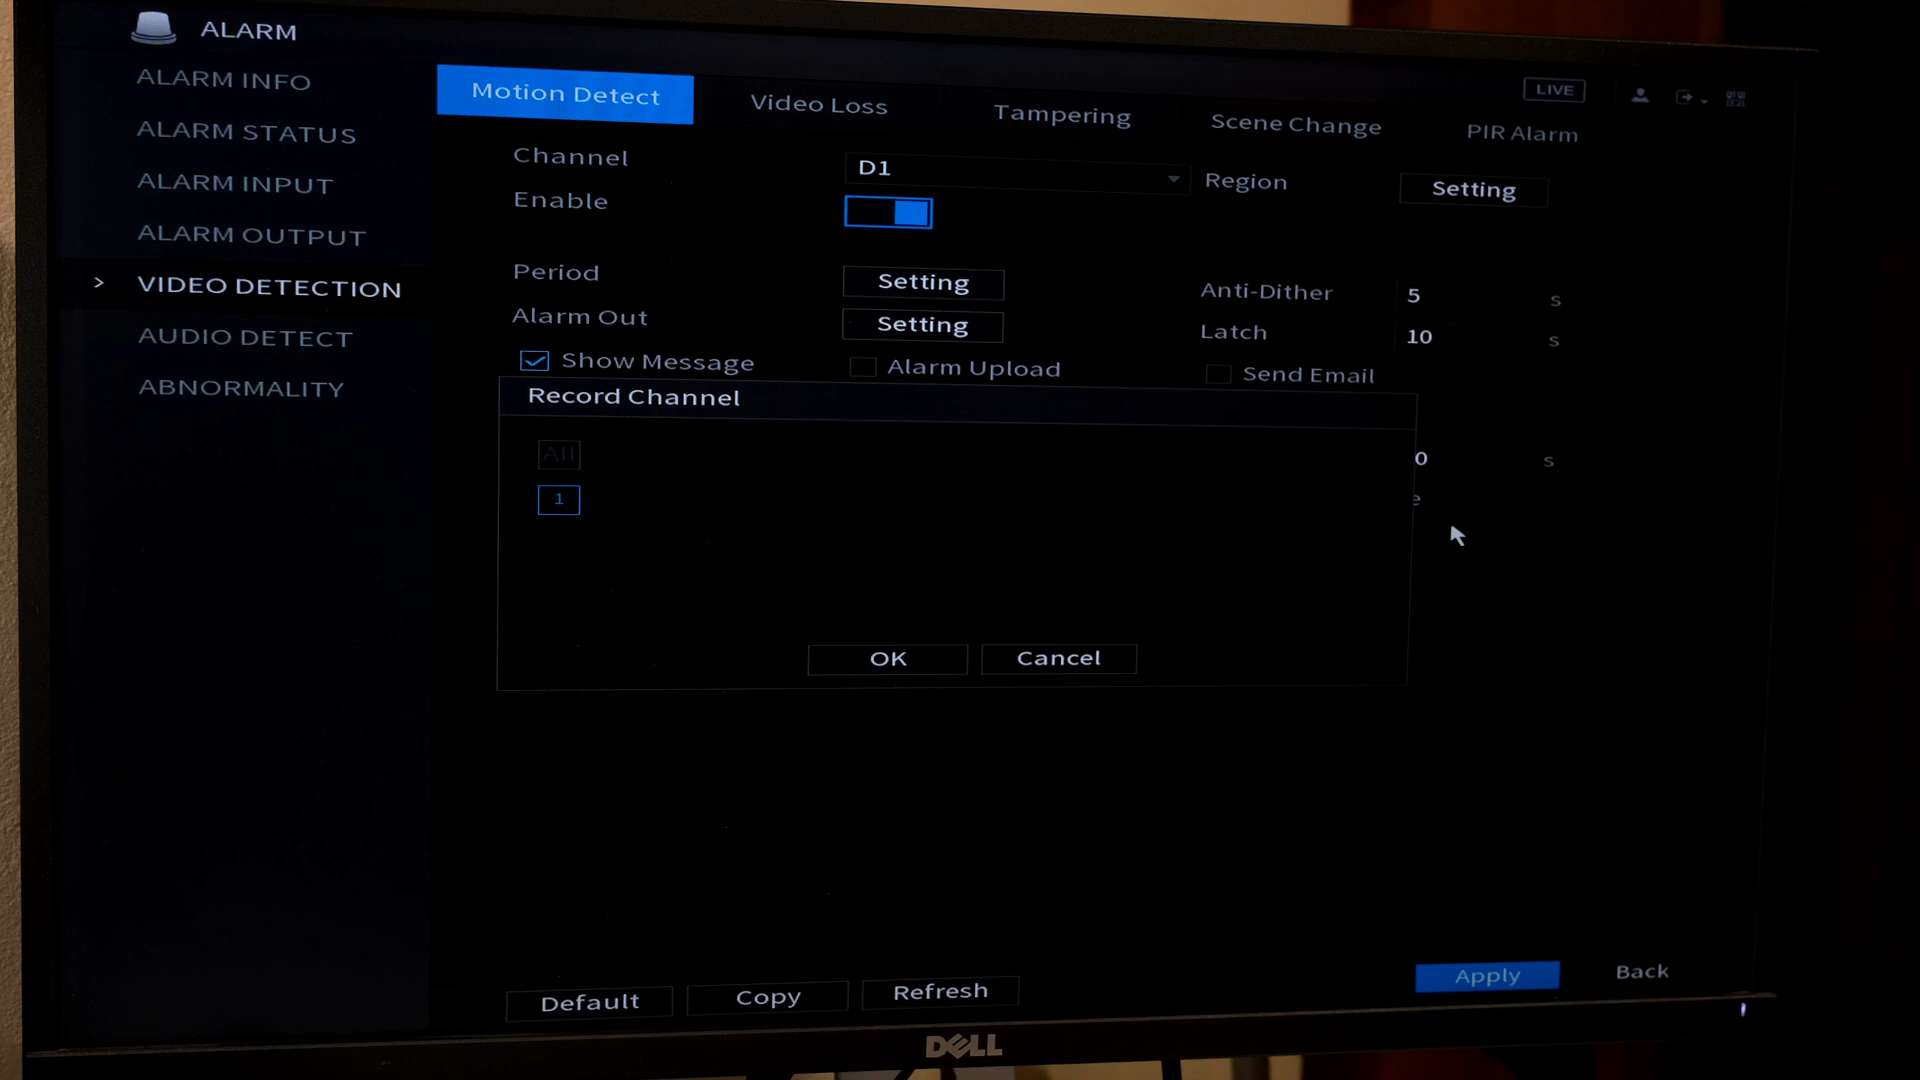 ALARM
LIVE
ALARM INFO
ALARM STATUS
ALARM INPUT
ALARM OUTPUT
> VIDEO DETECTION
AUDIO DETECT
ABNORMALITY
Motion Detect Video Loss Tampering Scene Change PIR Alarm
Channel D1 Region Setting
Enable
Period Setting Anti-Dither 5 s
Alarm Out Setting Latch 10 s
Show Message Alarm Upload Send Email
Record Channel
All
0 s
1
e
OK Cancel
Default Copy Refresh Apply Back
DELL